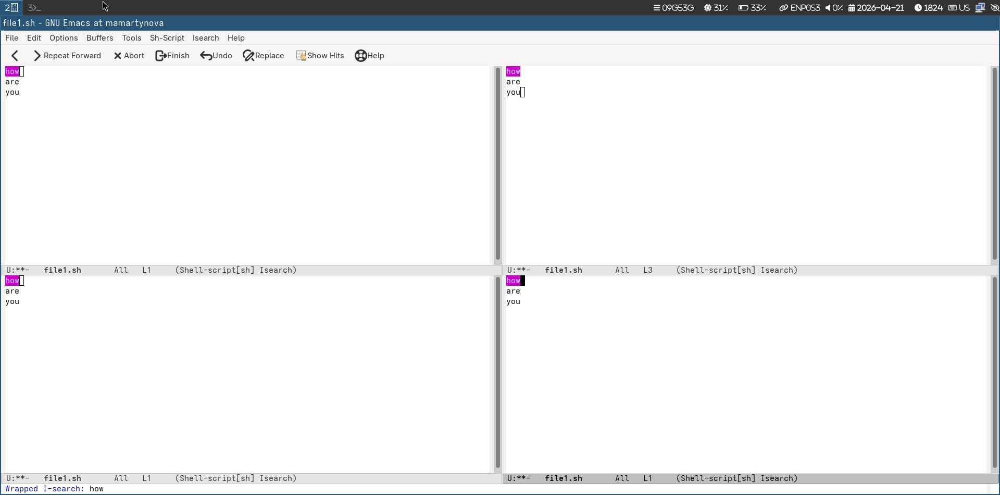 2 3 09G53G 31% 33% ENP0S3 0% 2026-04-21 1824 US
file1.sh - GNU Emacs at mamartynova
File Edit Options Buffers Tools Sh-Script Isearch Help
Repeat Forward Abort Finish Undo Replace Show Hits Help
how
are
you
U:**- file1.sh All L1 (Shell-script[sh] Isearch)
how
are
you
U:**- file1.sh All L3 (Shell-script[sh] Isearch)
how
are
you
U:**- file1.sh All L1 (Shell-script[sh] Isearch)
how
are
you
U:**- file1.sh All L1 (Shell-script[sh] Isearch)
Wrapped I-search: how